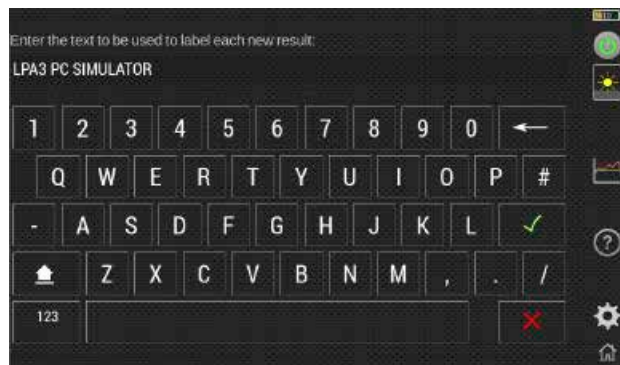 Enter the text to be used to label each new result:
LPA3 PC SIMULATOR
1 2 3 4 5 6 7 8 9 0
Q W E R T Y U I O P #
- A S D F G H J K L
Z X C V B N M , . /
123
?